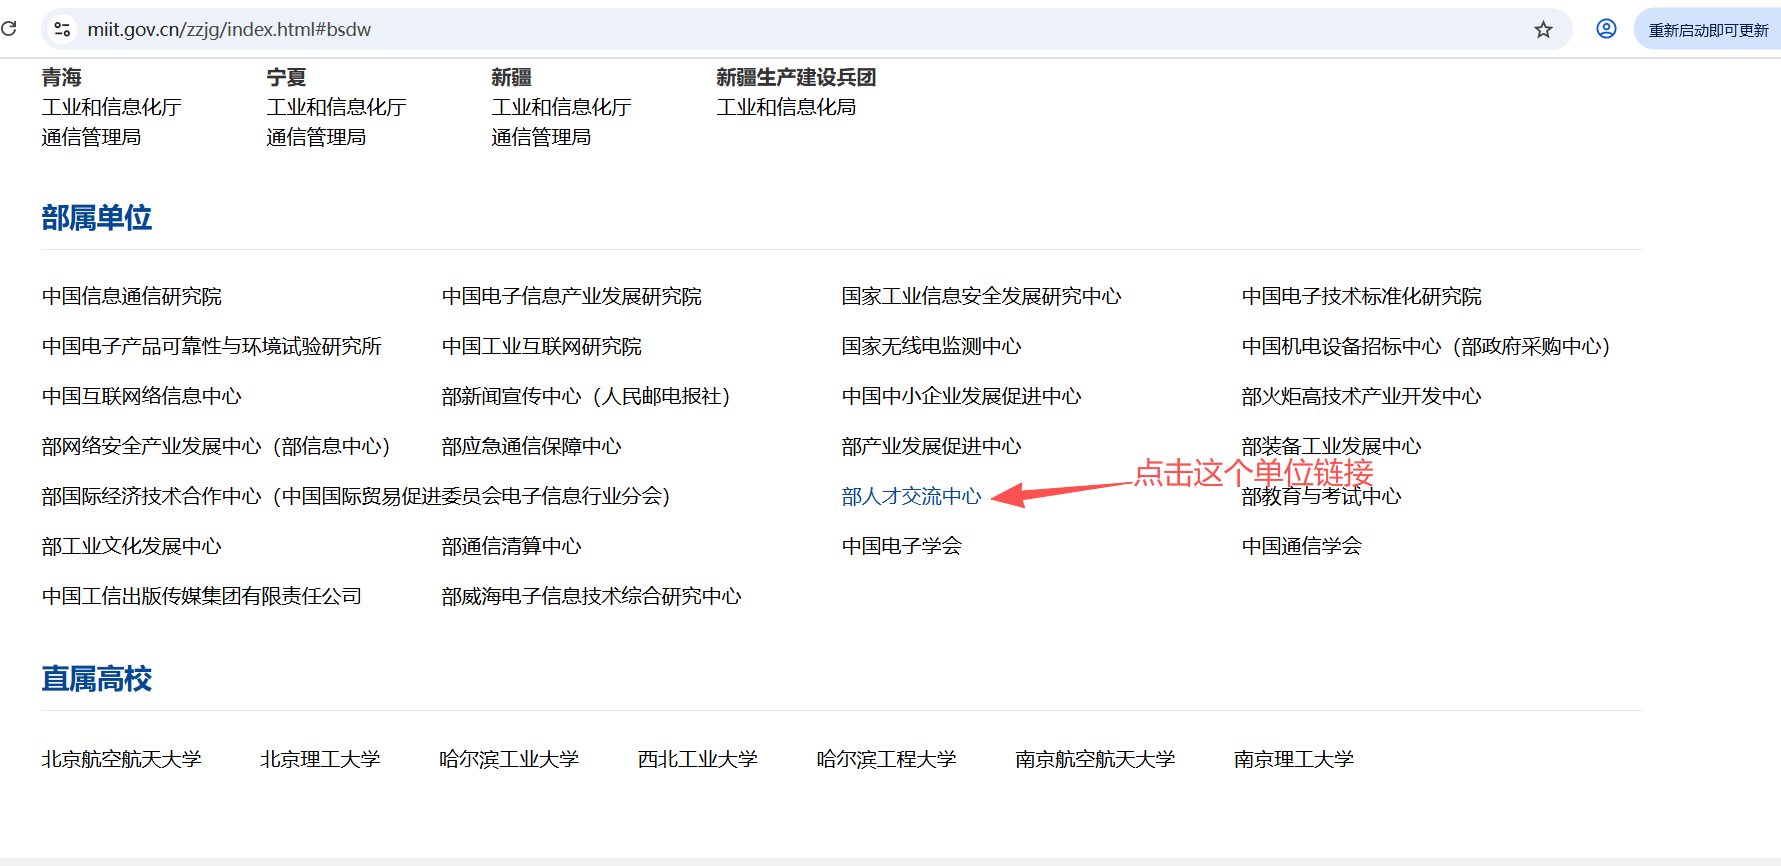 miit.gov.cn/zzjg/index.html#bsdw
重新启动即可更新
青海 宁夏 新疆 新疆生产建设兵团
工业和信息化厅 工业和信息化厅 工业和信息化厅 工业和信息化局
通信管理局 通信管理局 通信管理局
部属单位
中国信息通信研究院 中国电子信息产业发展研究院 国家工业信息安全发展研究中心 中国电子技术标准化研究院
中国电子产品可靠性与环境试验研究所 中国工业互联网研究院 国家无线电监测中心 中国机电设备招标中心（部政府采购中心）
中国互联网络信息中心 部新闻宣传中心（人民邮电报社） 中国中小企业发展促进中心 部火炬高技术产业开发中心
部网络安全产业发展中心（部信息中心） 部应急通信保障中心 部产业发展促进中心 部装备工业发展中心
点击这个单位链接
部国际经济技术合作中心（中国国际贸易促进委员会电子信息行业分会） 部人才交流中心 部教育与考试中心
部工业文化发展中心 部通信清算中心 中国电子学会 中国通信学会
中国工信出版传媒集团有限责任公司 部威海电子信息技术综合研究中心
直属高校
北京航空航天大学 北京理工大学 哈尔滨工业大学 西北工业大学 哈尔滨工程大学 南京航空航天大学 南京理工大学